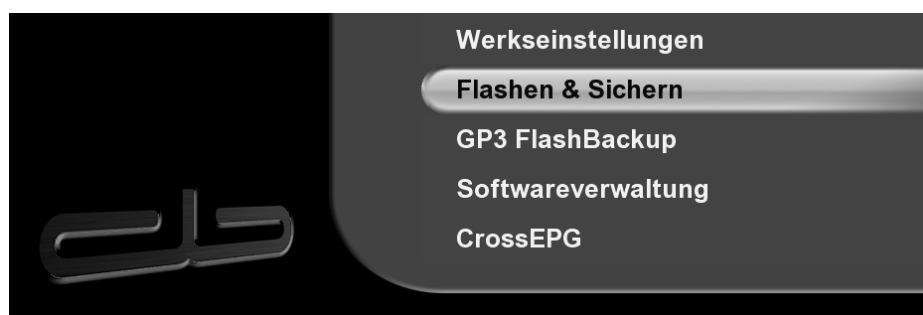 Werkseinstellungen
Flashen & Sichern
GP3 FlashBackup
Softwareverwaltung
CrossEPG